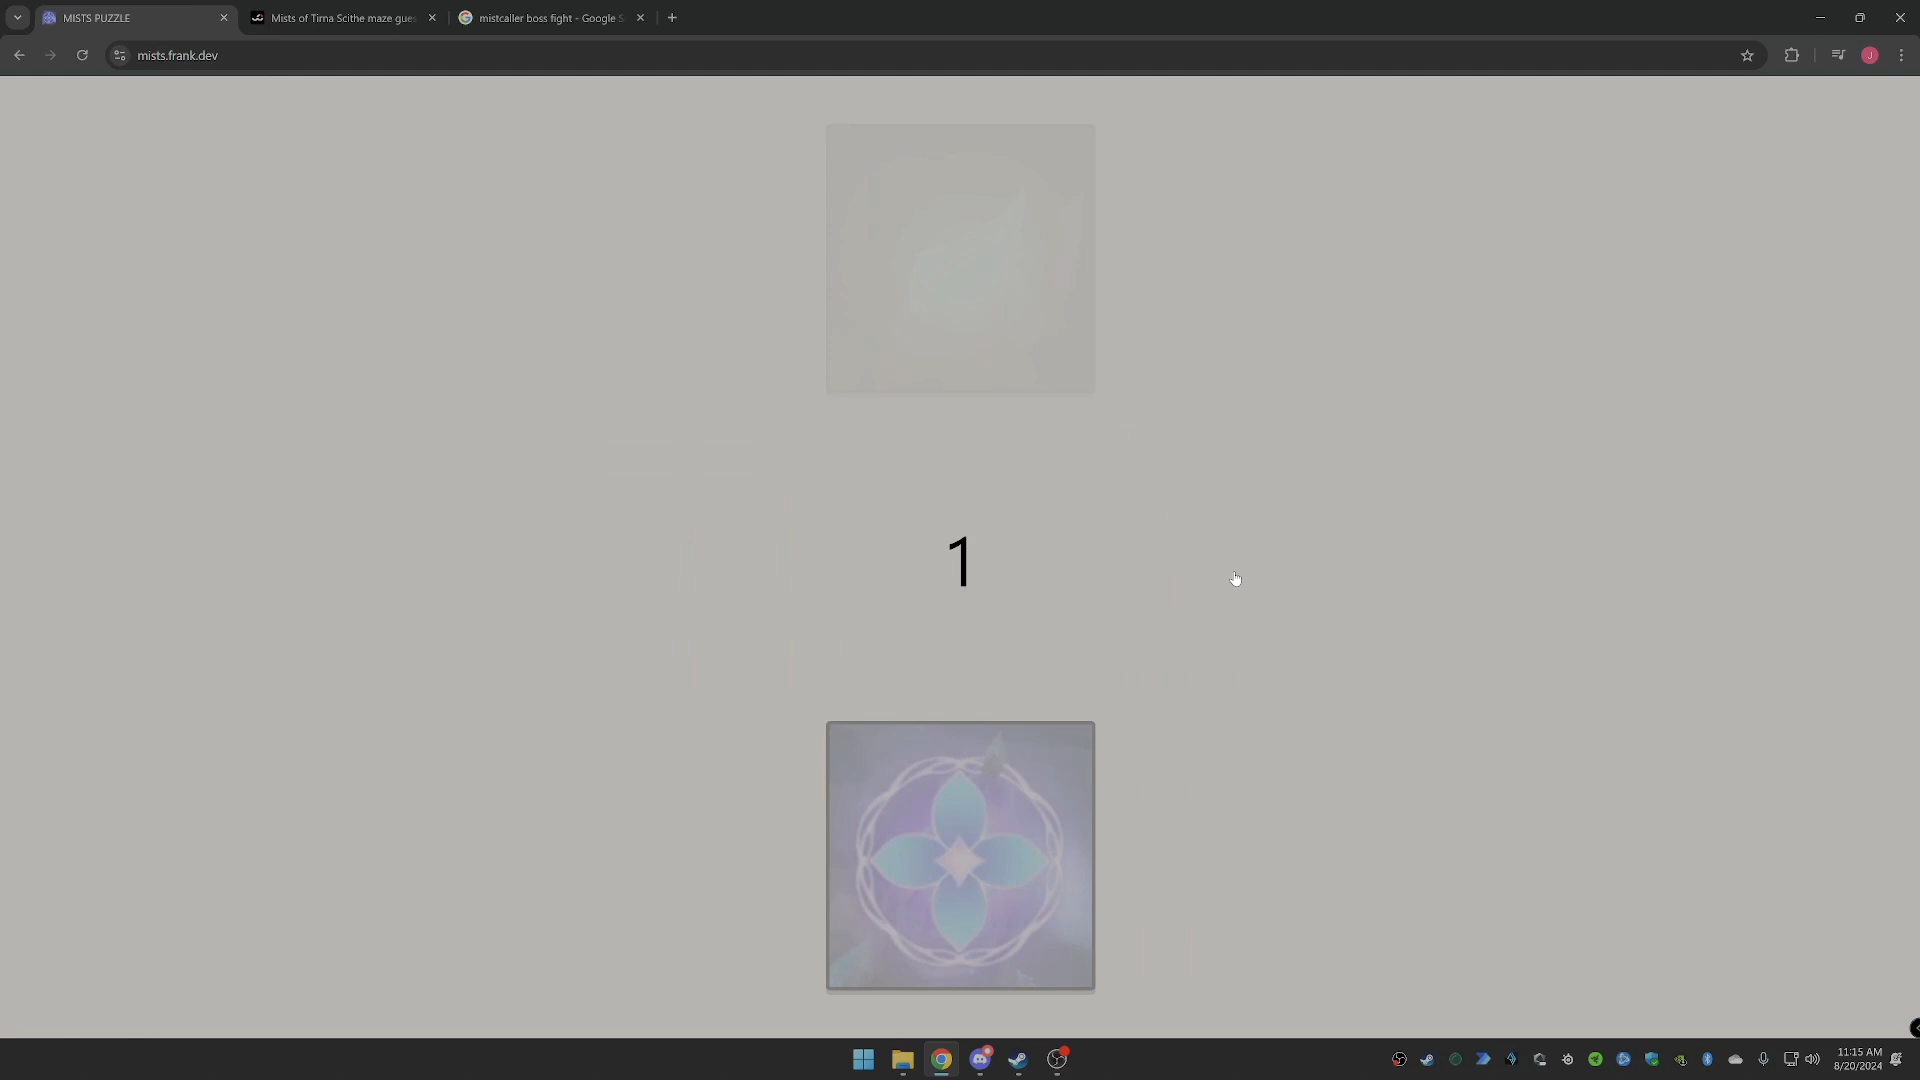 MISTS PUZZLE
Mists of Tirna Scithe maze gues
mistcaller boss fight - Google S
mists.frank.dev
J
1
11:15 AM
8/20/2024